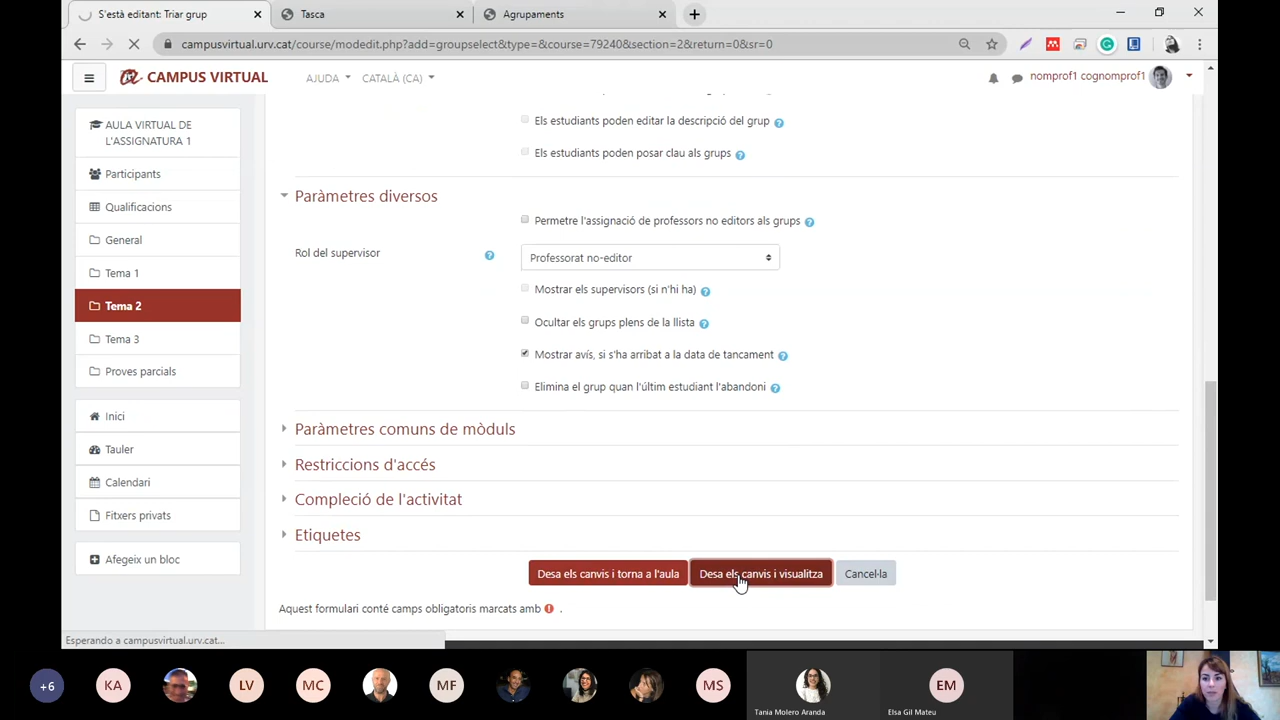 S'està editant: Triar grup
Tasca
Agrupaments
campusvirtual.urv.cat/course/modedit.php?add=groupselect&type=&course=79240&section=2&return=0&sr=0
CAMPUS VIRTUAL
AJUDA
CATALÀ (CA)
nomprof1 cognomprof1
AULA VIRTUAL DE
L'ASSIGNATURA 1
Participants
Qualificacions
General
Tema 1
Tema 2
Tema 3
Proves parcials
Inici
Tauler
Calendari
Fitxers privats
Afegeix un bloc
Els estudiants poden editar la descripció del grup
Els estudiants poden posar clau als grups
Paràmetres diversos
Permetre l'assignació de professors no editors als grups
Rol del supervisor
Professorat no-editor
Mostrar els supervisors (si n'hi ha)
Ocultar els grups plens de la llista
Mostrar avís, si s'ha arribat a la data de tancament
Elimina el grup quan l'últim estudiant l'abandoni
Paràmetres comuns de mòduls
Restriccions d'accés
Compleció de l'activitat
Etiquetes
Desa els canvis i torna a l'aula
Desa els canvis i visualitza
Cancel·la
Aquest formulari conté camps obligatoris marcats amb .
Esperando a campusvirtual.urv.cat...
+6
KA
LV
MC
MF
MS
EM
Tania Molero Aranda
Elsa Gil Mateu